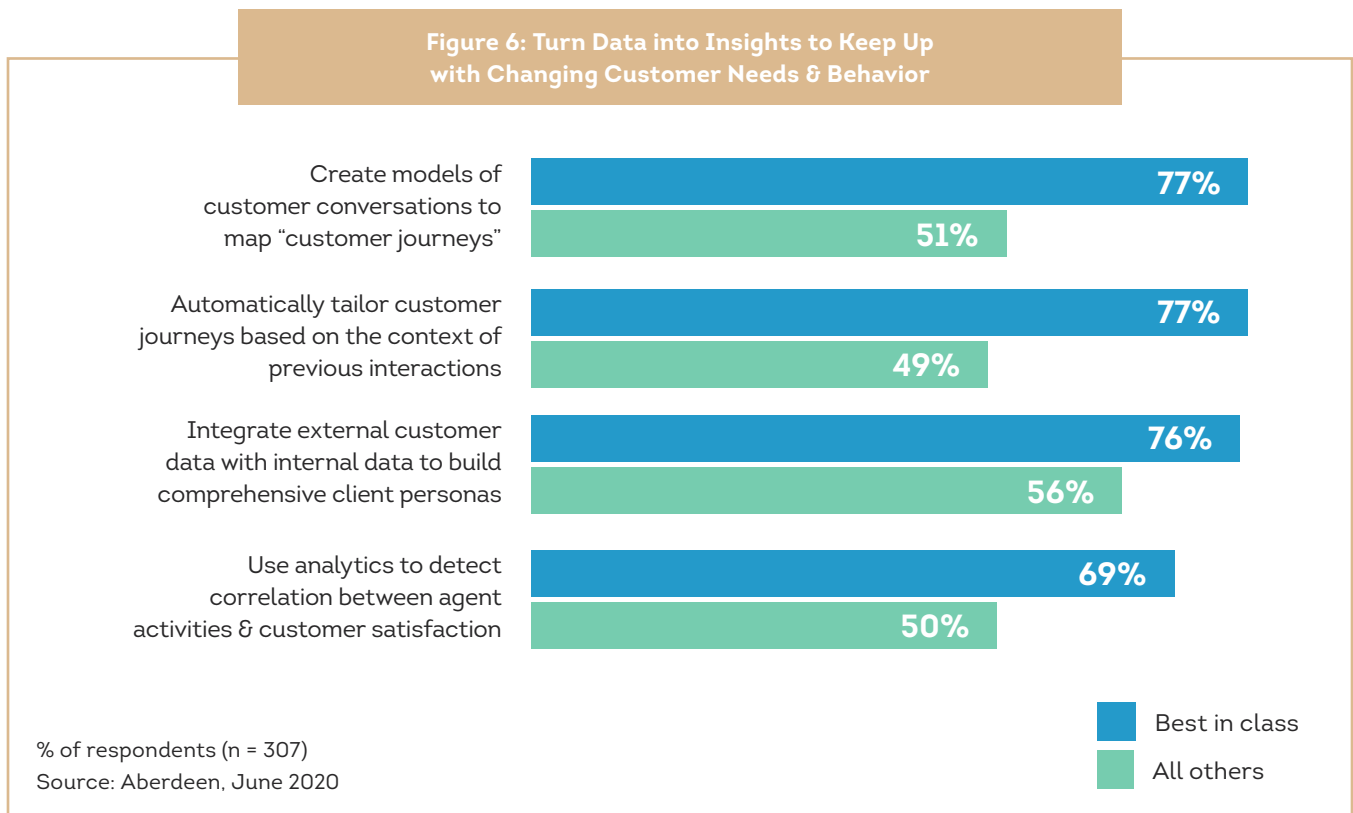 Figure 6: Turn Data into Insights to Keep Up
with Changing Customer Needs & Behavior
Create models of
customer conversations to
map “customer journeys”
77%
51%
Automatically tailor customer
journeys based on the context of
previous interactions
77%
49%
Integrate external customer
data with internal data to build
comprehensive client personas
76%
56%
Use analytics to detect
correlation between agent
activities & customer satisfaction
69%
50%
Best in class
All others
% of respondents (n = 307)
Source: Aberdeen, June 2020